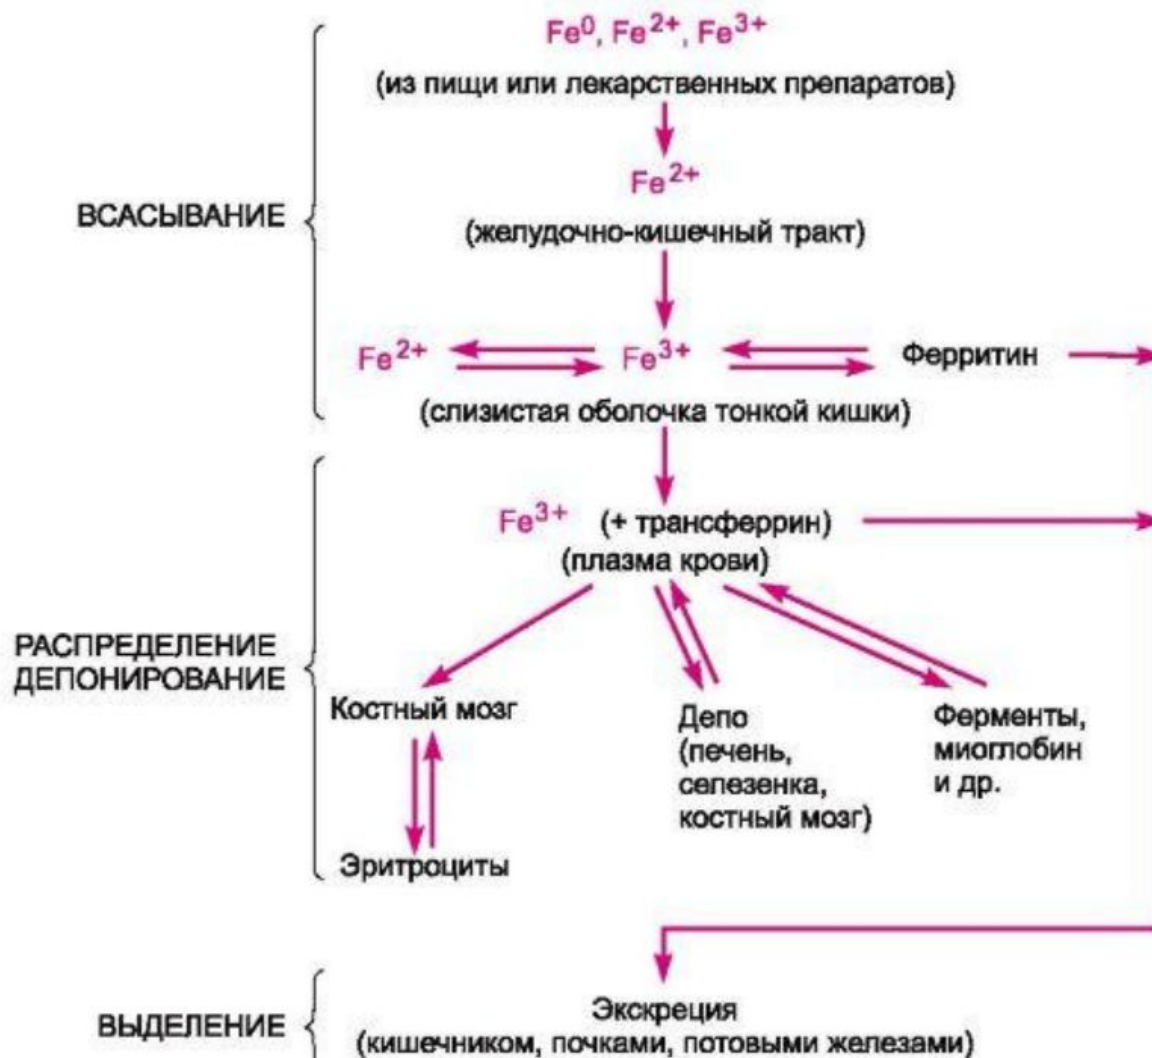 Fe⁰, Fe²⁺, Fe³⁺
(из пищи или лекарственных препаратов)
Fe²⁺
ВСАСЫВАНИЕ
(желудочно-кишечный тракт)
Fe²⁺ Fe³⁺ Ферритин
(слизистая оболочка тонкой кишки)
Fe³⁺ (+ трансферрин)
(плазма крови)
РАСПРЕДЕЛЕНИЕ
ДЕПОНИРОВАНИЕ
Костный мозг
Депо
(печень,
селезенка,
костный мозг)
Ферменты,
миоглобин
и др.
Эритроциты
Экскреция
ВЫДЕЛЕНИЕ
(кишечником, почками, потовыми железами)